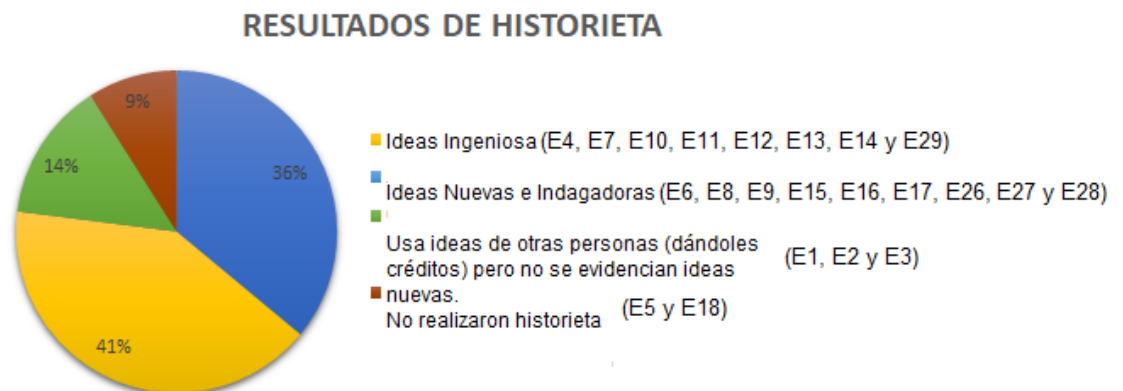 RESULTADOS DE HISTORIETA
9%
14%
36%
41%
Ideas Ingeniosa (E4, E7, E10, E11, E12, E13, E14 y E29)
Ideas Nuevas e Indagadoras (E6, E8, E9, E15, E16, E17, E26, E27 y E28)
Usa ideas de otras personas (dándoles
créditos) pero no se evidencian ideas
nuevas.
(E1, E2 y E3)
No realizaron historieta (E5 y E18)